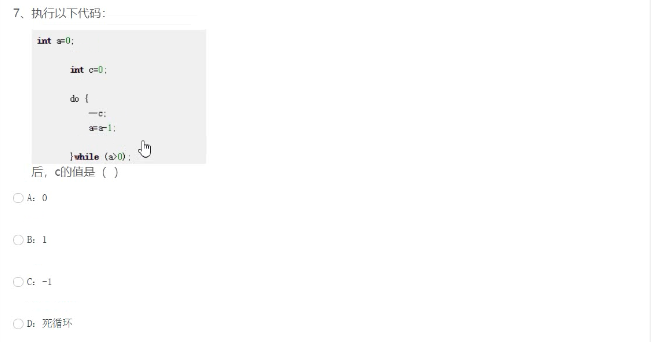 7、执行以下代码：
int a=0;
int c=0;
do {
--c;
a=a-1;
}while (a>0);
后，c的值是（ ）
A: 0
B: 1
C: -1
D: 死循环